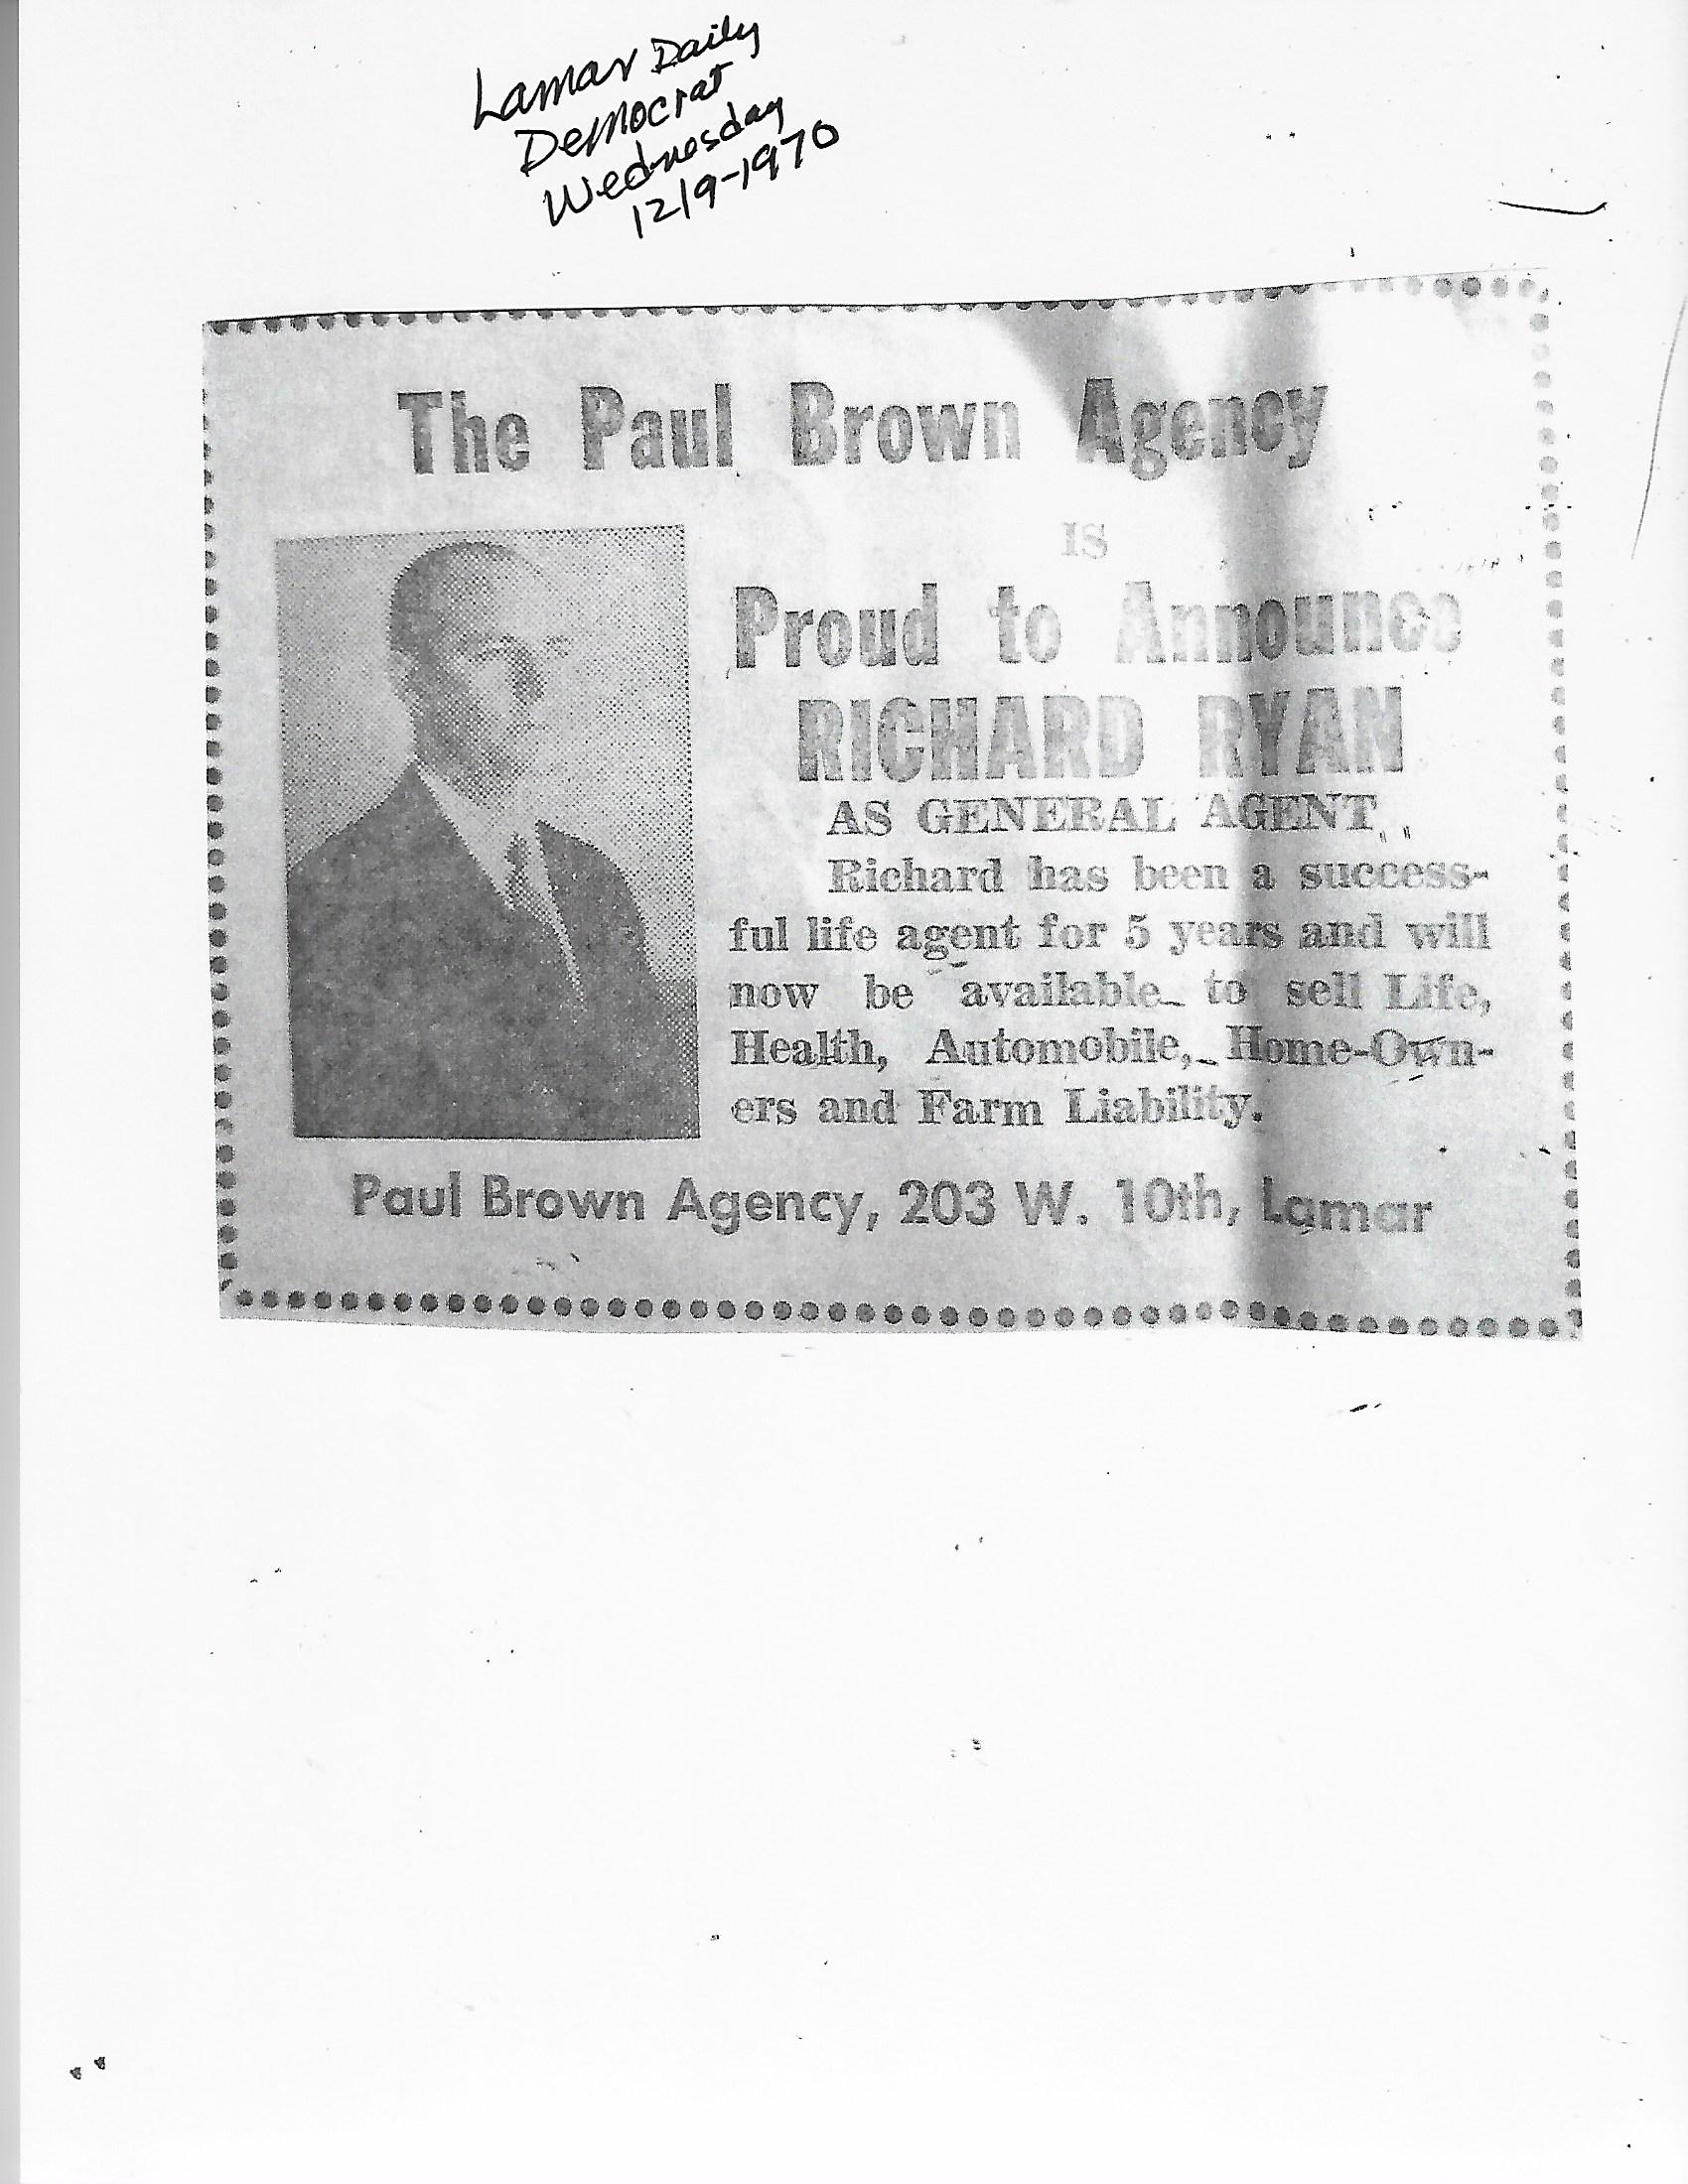 Lamar Daily
Democrat
Wednesday
12/9-1970
The Paul Brown Agency
IS
Proud to Announce
RICHARD RYAN
AS GENERAL AGENT
Richard has been a success-
ful life agent for 5 years and will
now be available to sell Life,
Health, Automobile, Home-Own-
ers and Farm Liability.
Paul Brown Agency, 203 W. 10th, Lamar